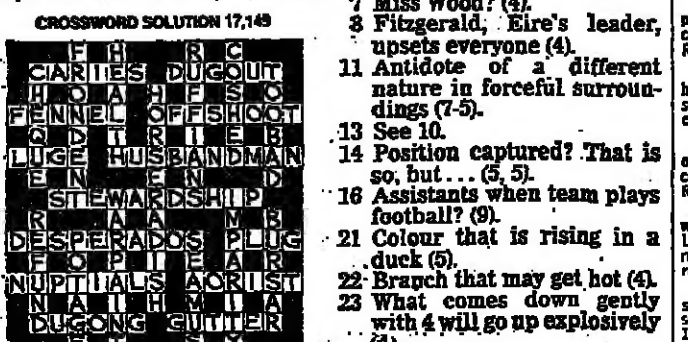 CROSSWORD SOLUTION 17,149
F H R C
CARIES DUGOUT
H O A H F S O
FENNEL OFFSHOOT
Q D T R I E B
LUGE HUSBANDMAN
E N E N D
STEWARDSHIP
R A A M B
DESPERADOS PLUG
F O P I E A R
NUPTIALS AORIST
N A I H M I A
DUGONG GUTTER
7 Miss Wood? (4).
8 Fitzgerald, Eire's leader,
upsets everyone (4).
11 Antidote of a different
nature in forceful surroun-
dings (7-5).
13 See 10.
14 Position captured? That is
so, but ... (5, 5).
16 Assistants when team plays
football? (9).
21 Colour that is rising in a
duck (5).
22 Branch that may get hot (4).
23 What comes down gently
with 4 will go up explosively